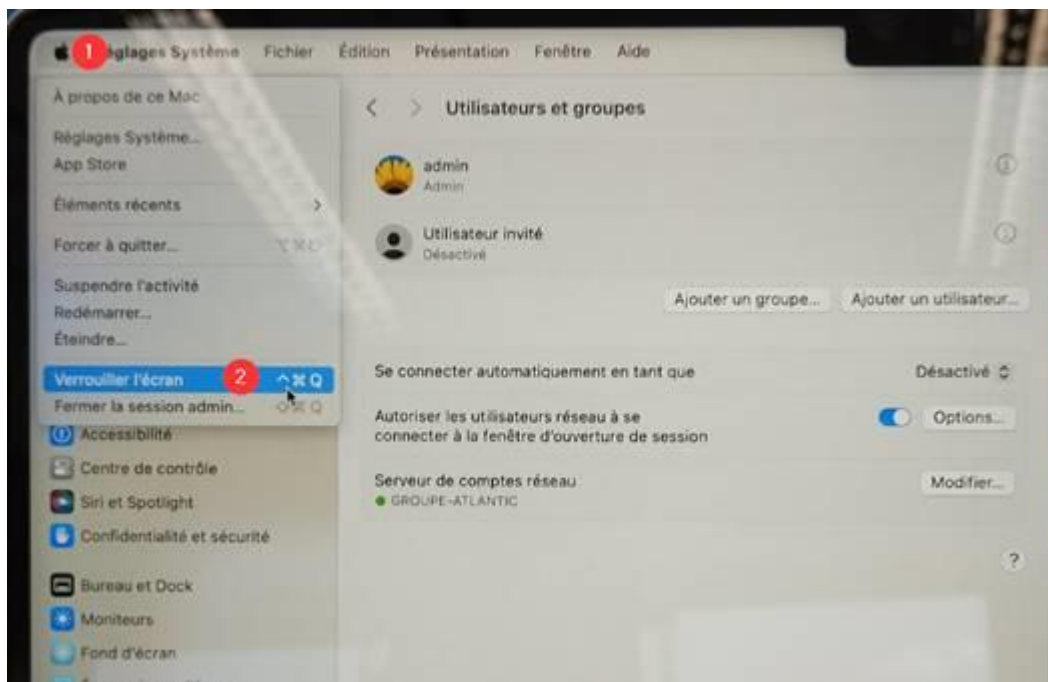 1 églages Système Fichier Édition Présentation Fenêtre Aide
À propos de ce Mac
Réglages Système...
App Store
Éléments récents >
Forcer à quitter...
Suspendre l'activité
Redémarrer...
Éteindre...
Verrouiller l'écran 2 ^⌘Q
Fermer la session admin... ⇧⌘Q
Accessibilité
Centre de contrôle
Siri et Spotlight
Confidentialité et sécurité
Bureau et Dock
Moniteurs
Fond d'écran
< > Utilisateurs et groupes
admin
Admin
Utilisateur invité
Désactivé
Ajouter un groupe... Ajouter un utilisateur...
Se connecter automatiquement en tant que Désactivé
Autoriser les utilisateurs réseau à se
connecter à la fenêtre d'ouverture de session Options...
Serveur de comptes réseau Modifier...
GROUPE-ATLANTIC
?